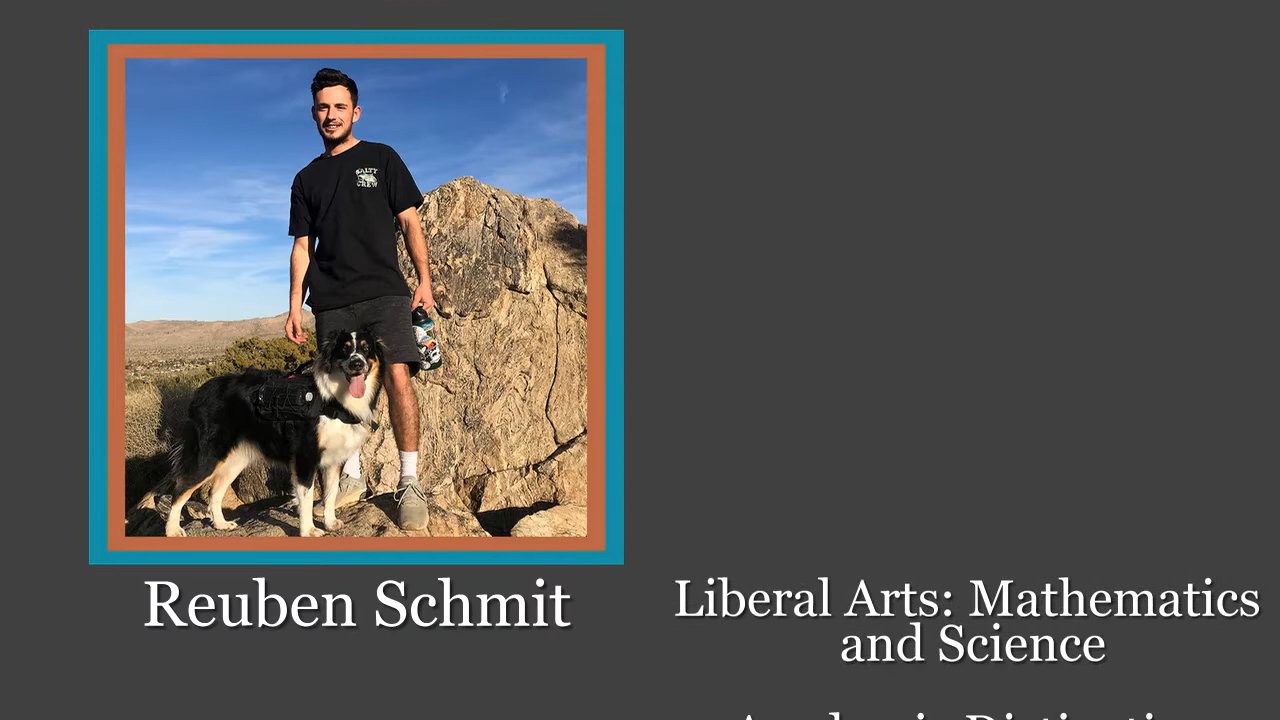 SALTY
CREW
Reuben Schmit
Liberal Arts: Mathematics
and Science